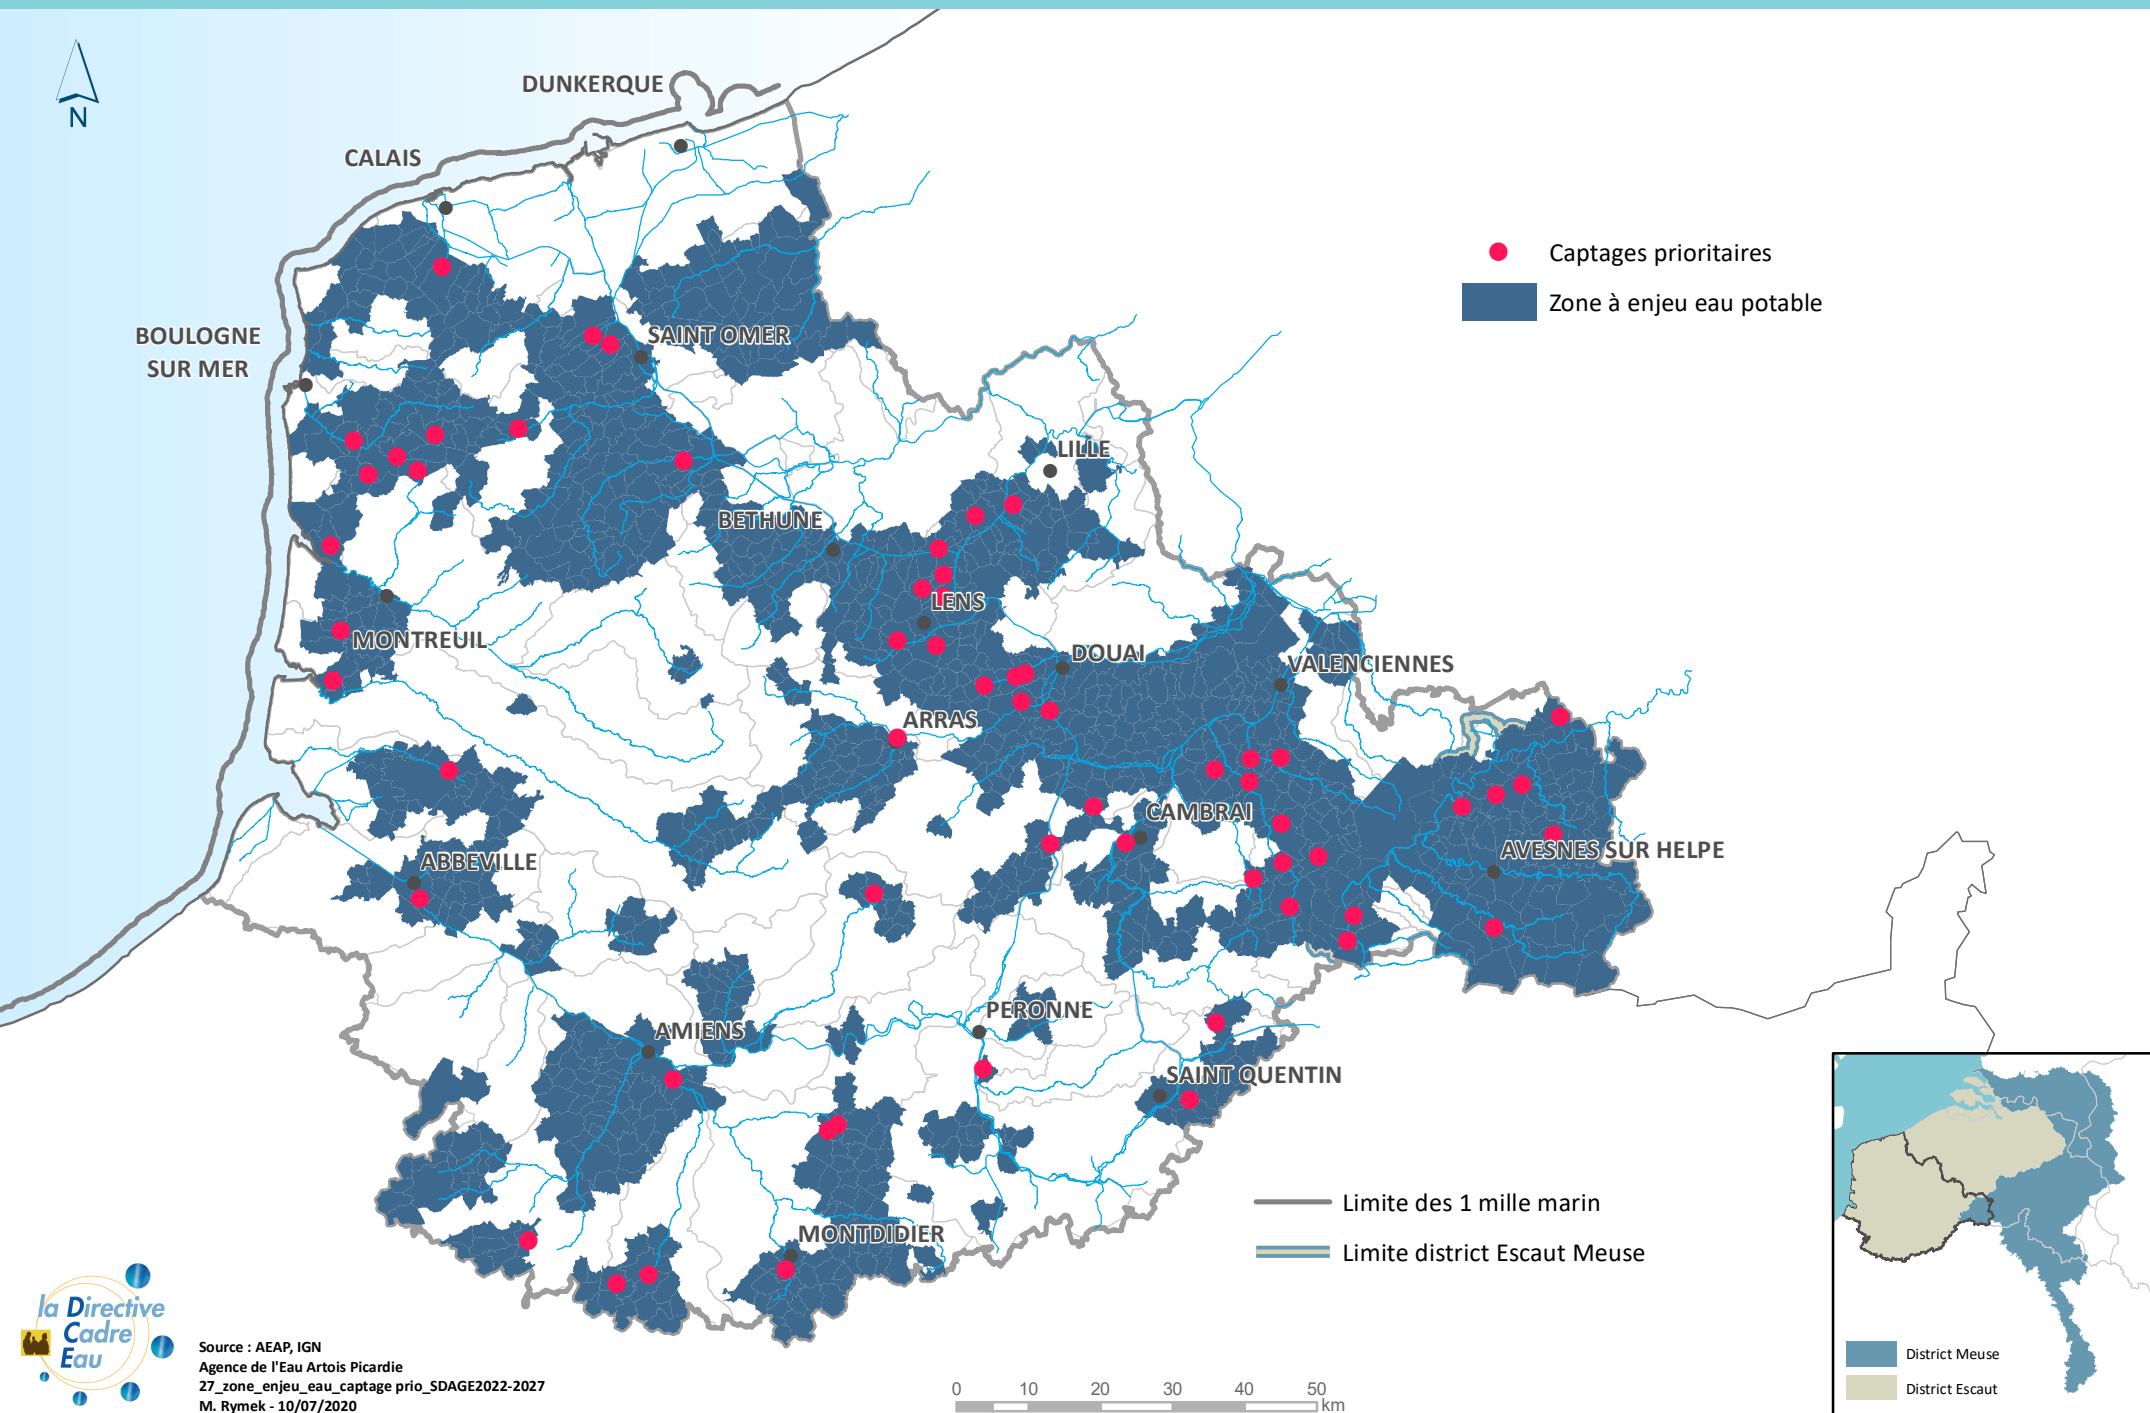 N
DUNKERQUE
CALAIS
Captages prioritaires
Zone à enjeu eau potable
BOULOGNE
SUR MER
SAINT OMER
LILLE
BETHUNE
LENS
MONTREUIL
DOUAI
VALENCIENNES
ARRAS
CAMBRAI
ABBEVILLE
AVESNES SUR HELPE
PERONNE
AMIENS
SAINT QUENTIN
MONTDIDIER
Limite des 1 mille marin
Limite district Escaut Meuse
la Directive
Cadre
Eau
Source : AEAP, IGN
Agence de l'Eau Artois Picardie
27_zone_enjeu_eau_captage prio_SDAGE2022-2027
M. Rymek - 10/07/2020
0 10 20 30 40 50
km
District Meuse
District Escaut